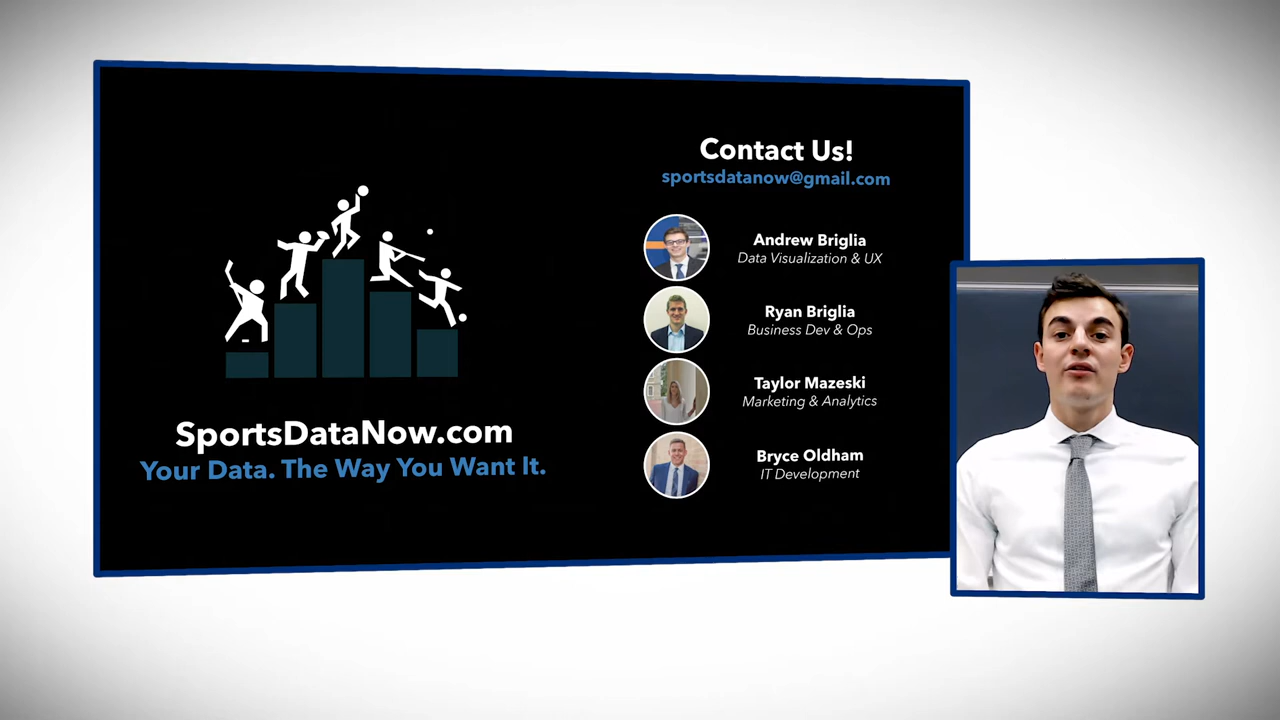 SportsDataNow.com
Your Data. The Way You Want It.
Contact Us!
sportsdatanow@gmail.com
Andrew Briglia
Data Visualization & UX
Ryan Briglia
Business Dev & Ops
Taylor Mazeski
Marketing & Analytics
Bryce Oldham
IT Development